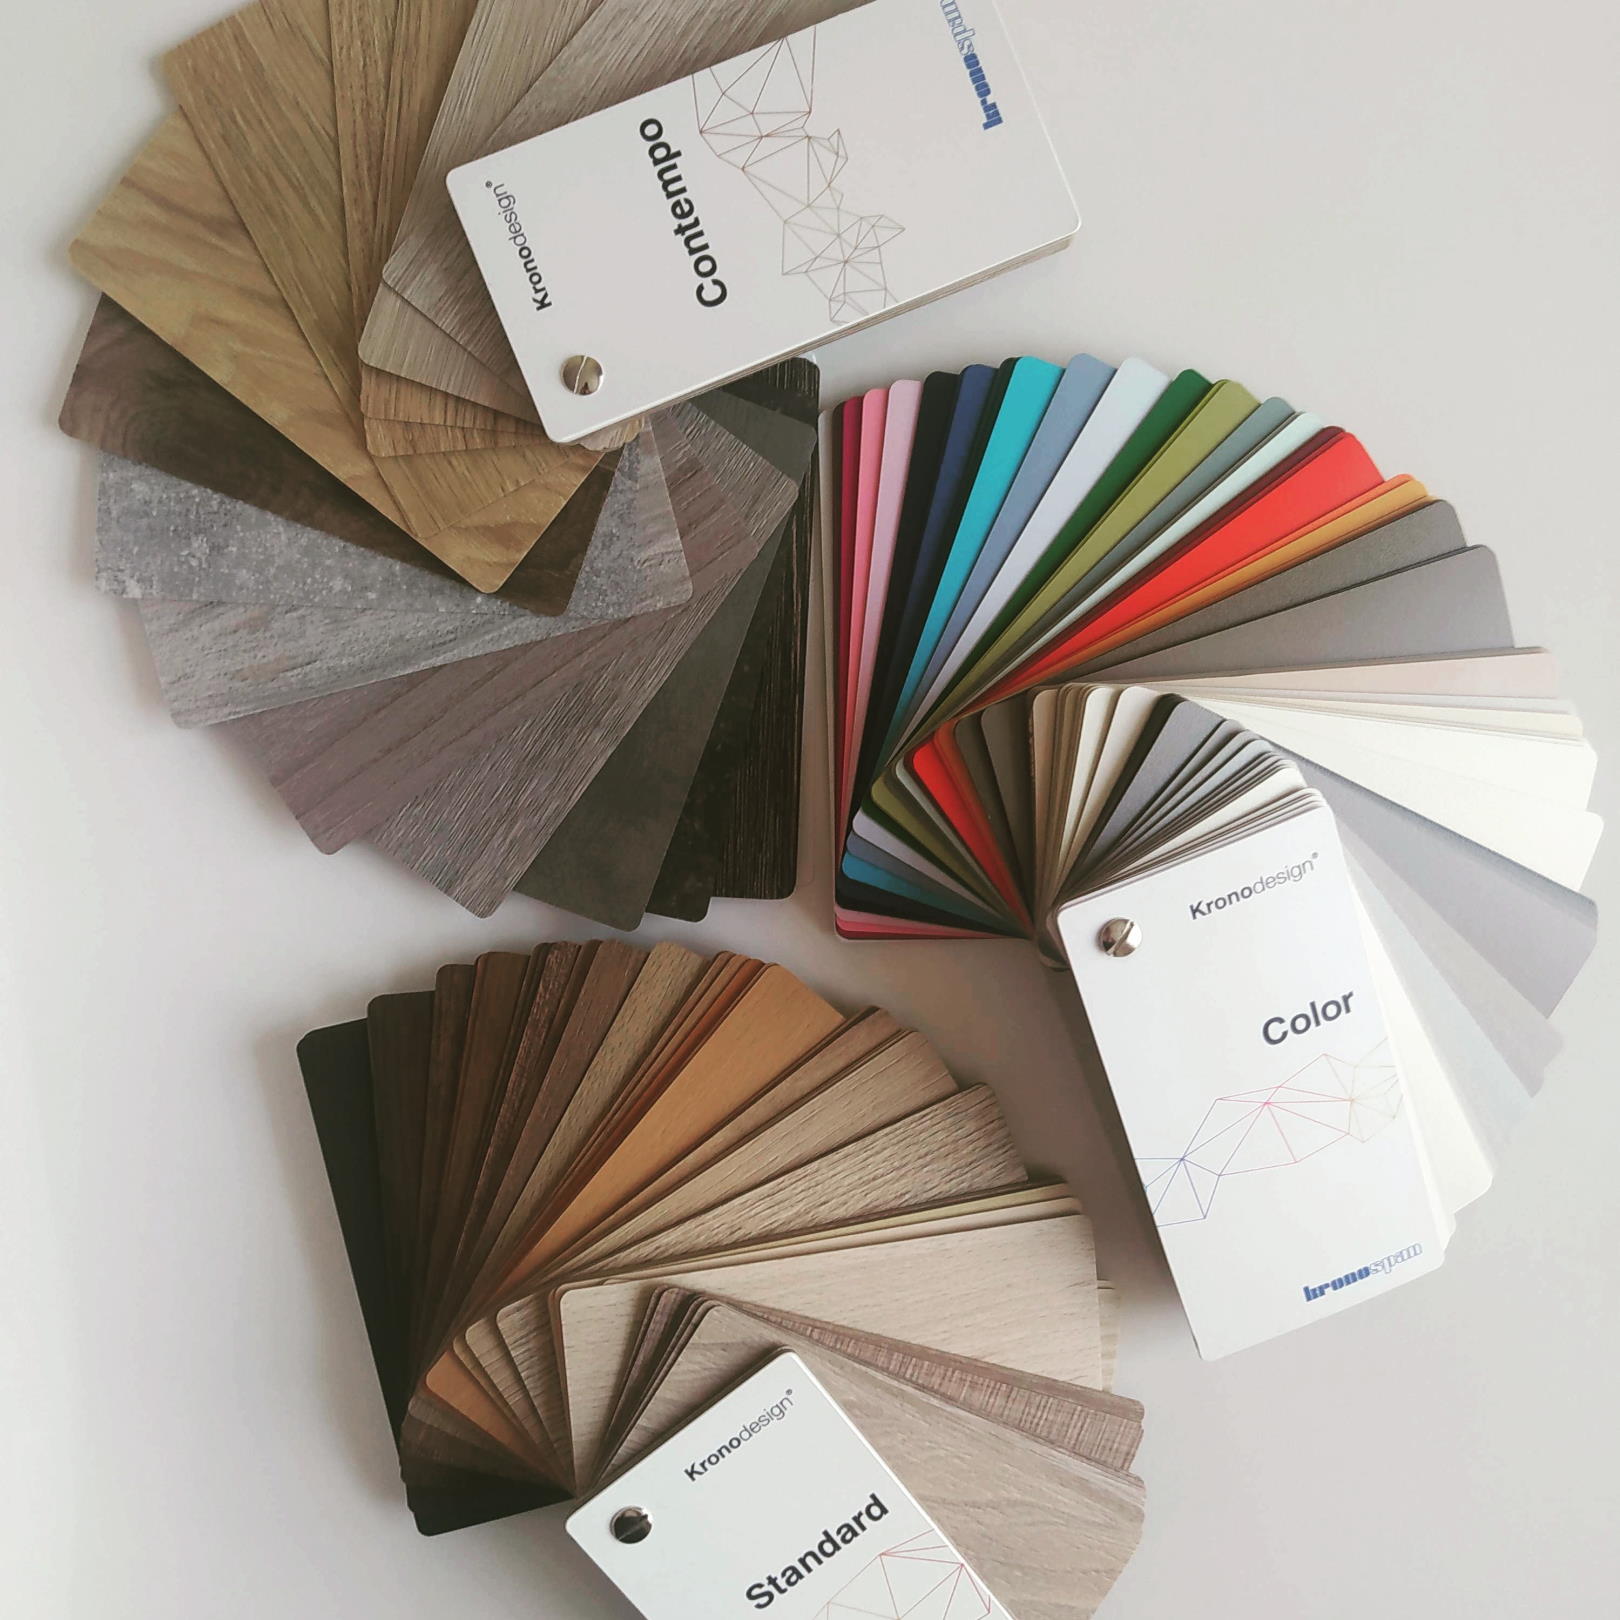 Kronodesign®
Contempo
kronospan
Kronodesign®
Color
kronospan
Kronodesign®
Standard